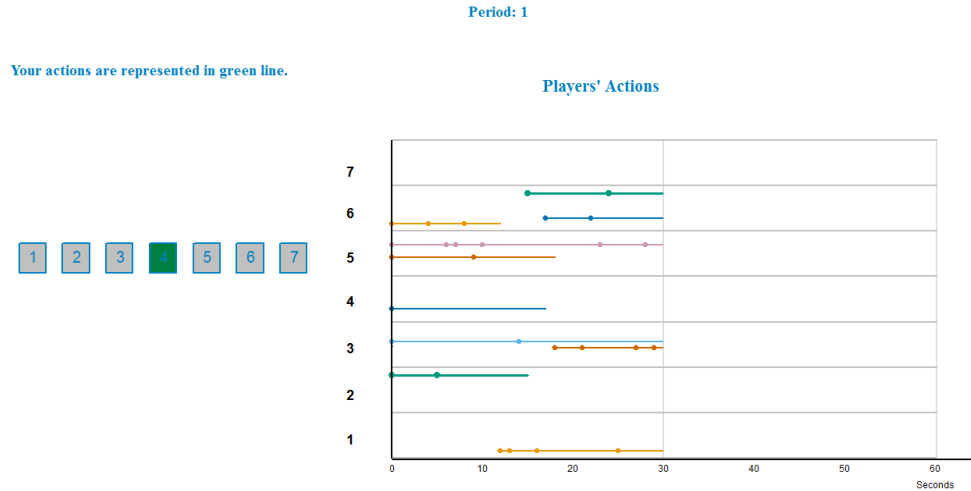 Period: 1
Your actions are represented in green line.
Players' Actions
1 2 3 4 5 6 7
7
6
5
4
3
2
1
0 10 20 30 40 50 60
Seconds